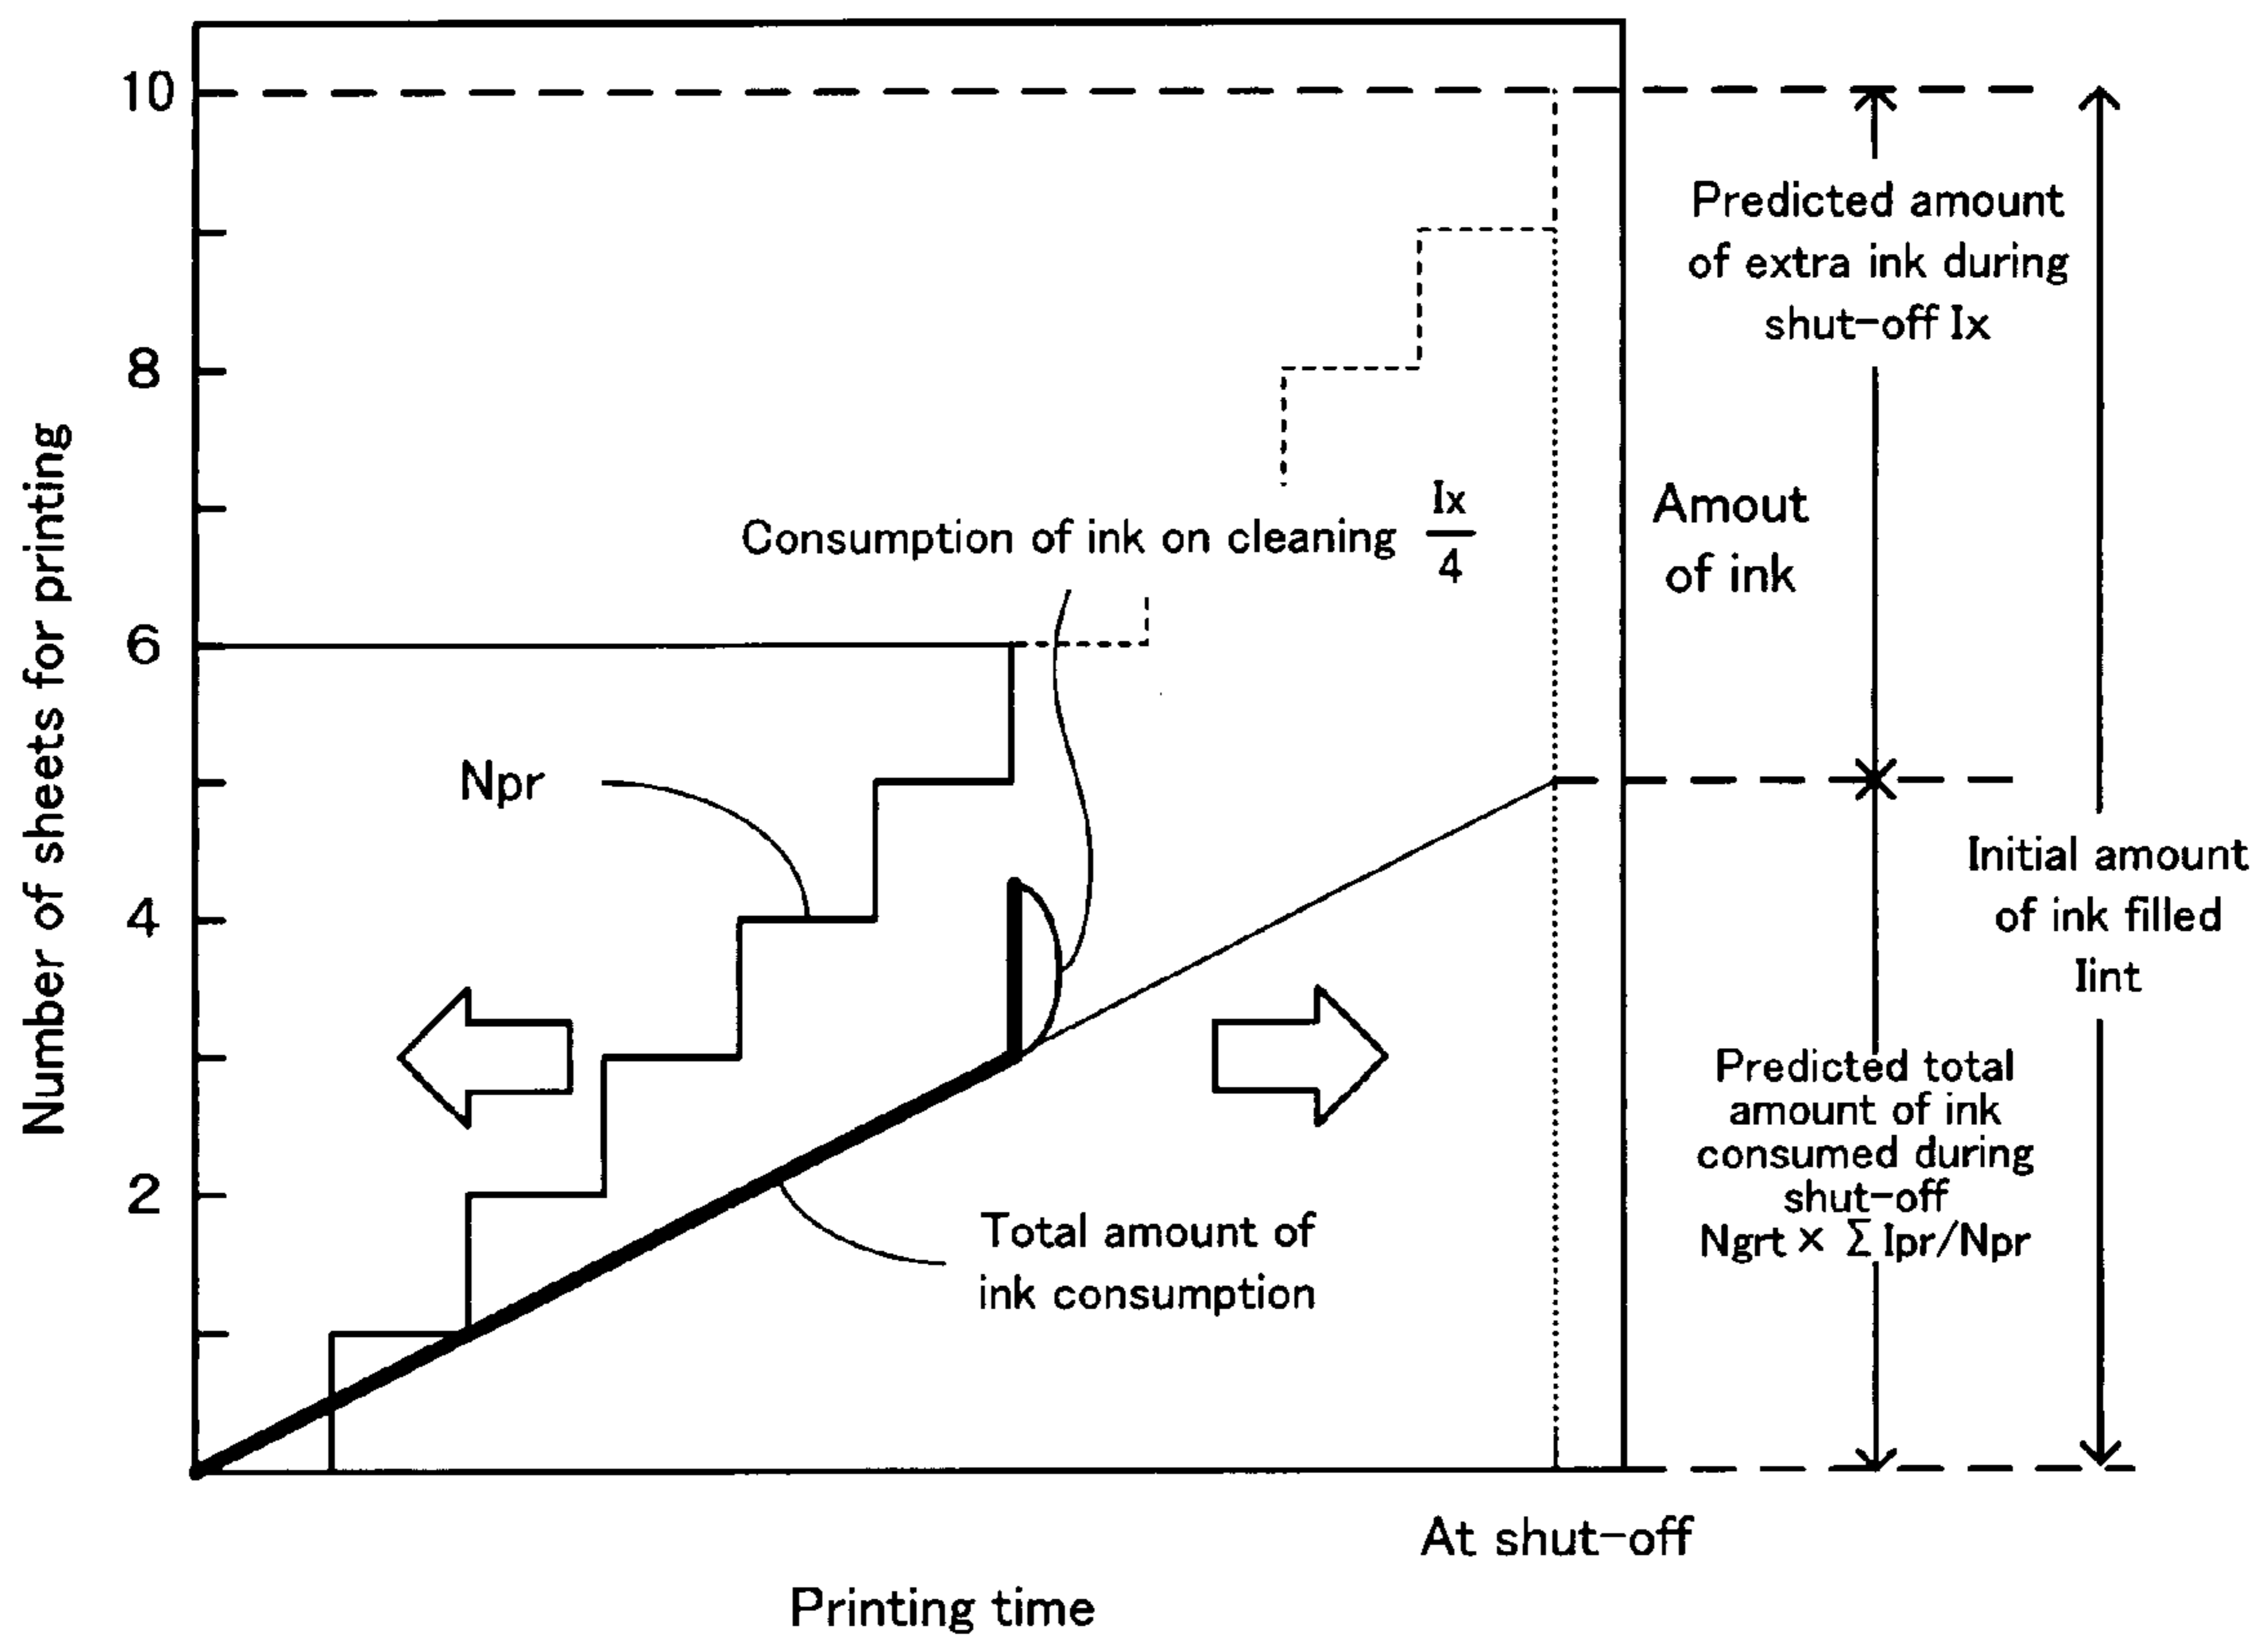 10
8
6
4
2
Number of sheets for printing
Predicted amount
of extra ink during
shut-off Ix
Consumption of ink on cleaning Ix/4
Amout
of ink
Npr
Initial amount
of ink filled
Iint
Predicted total
amount of ink
consumed during
shut-off
Ngrt × Σ Ipr/Npr
Total amount of
ink consumption
At shut-off
Printing time